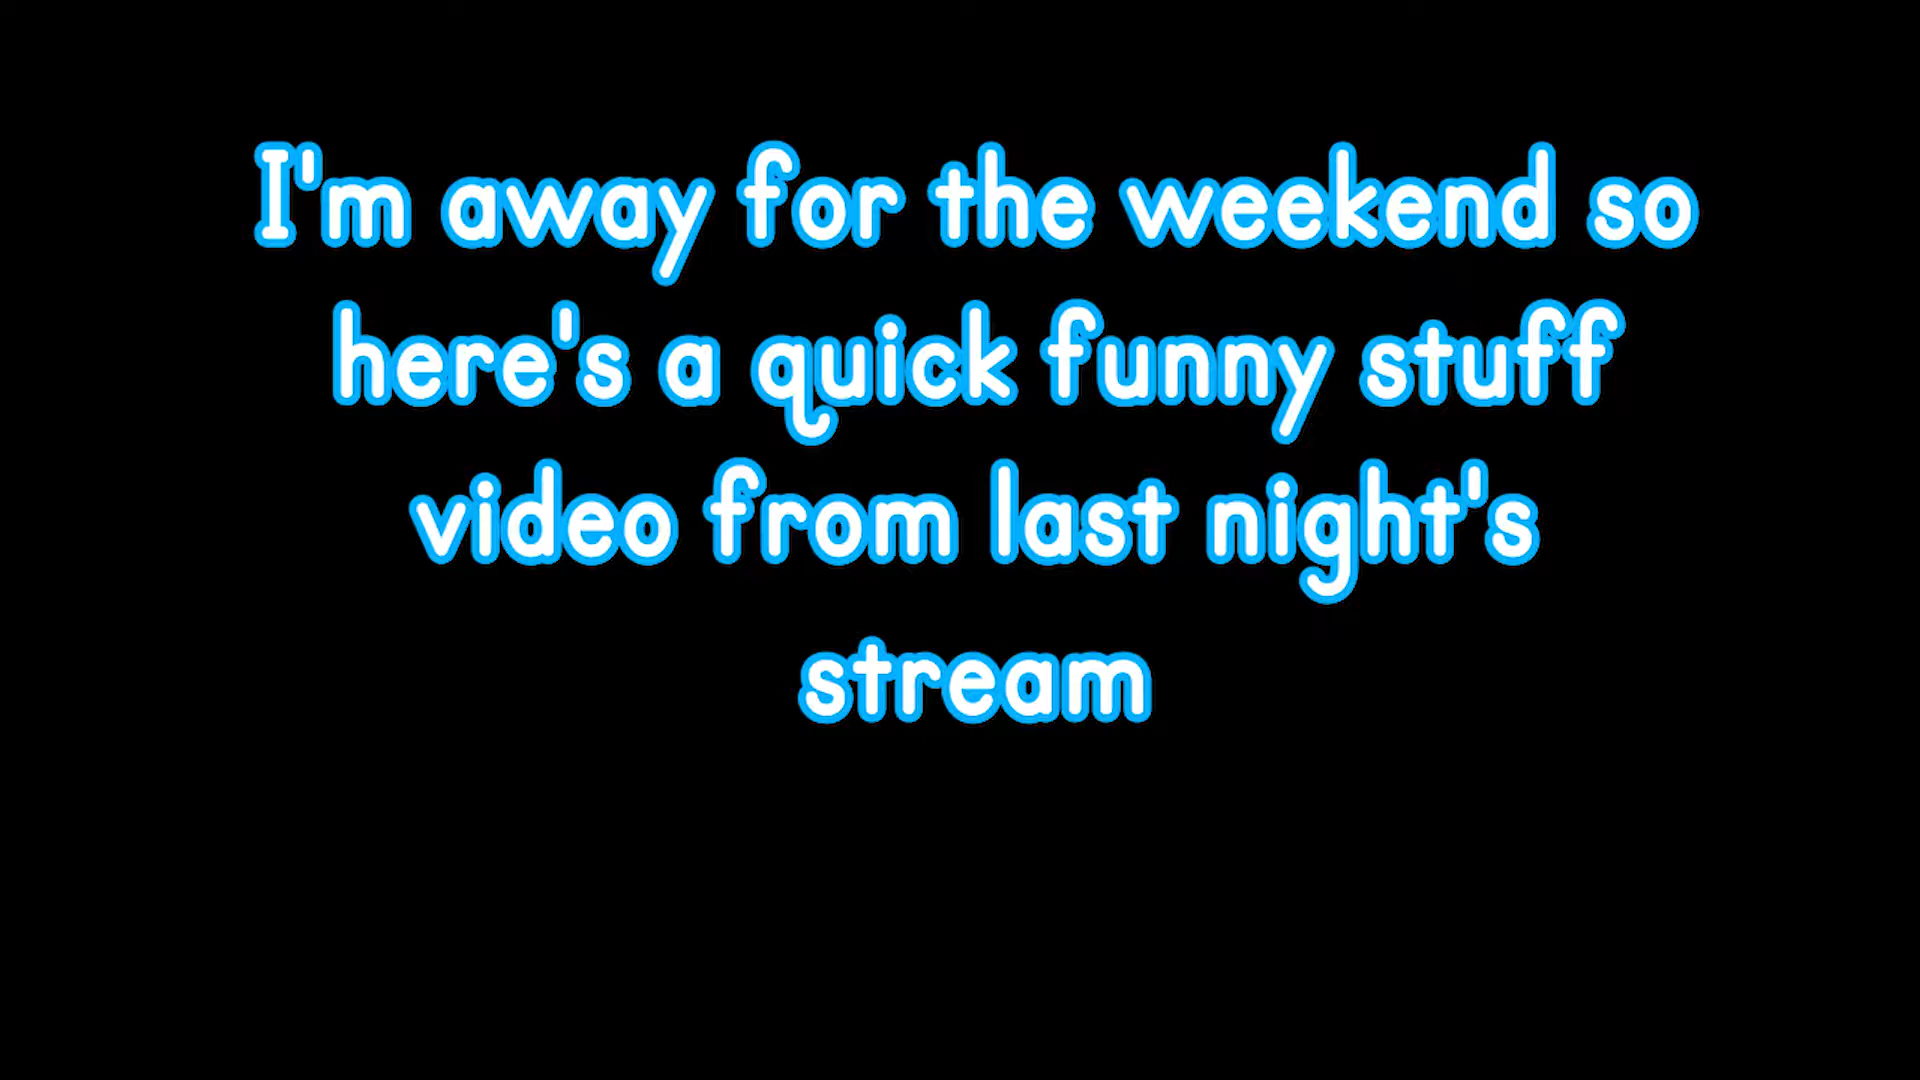 I'm away for the weekend so
here's a quick funny stuff
video from last night's
stream